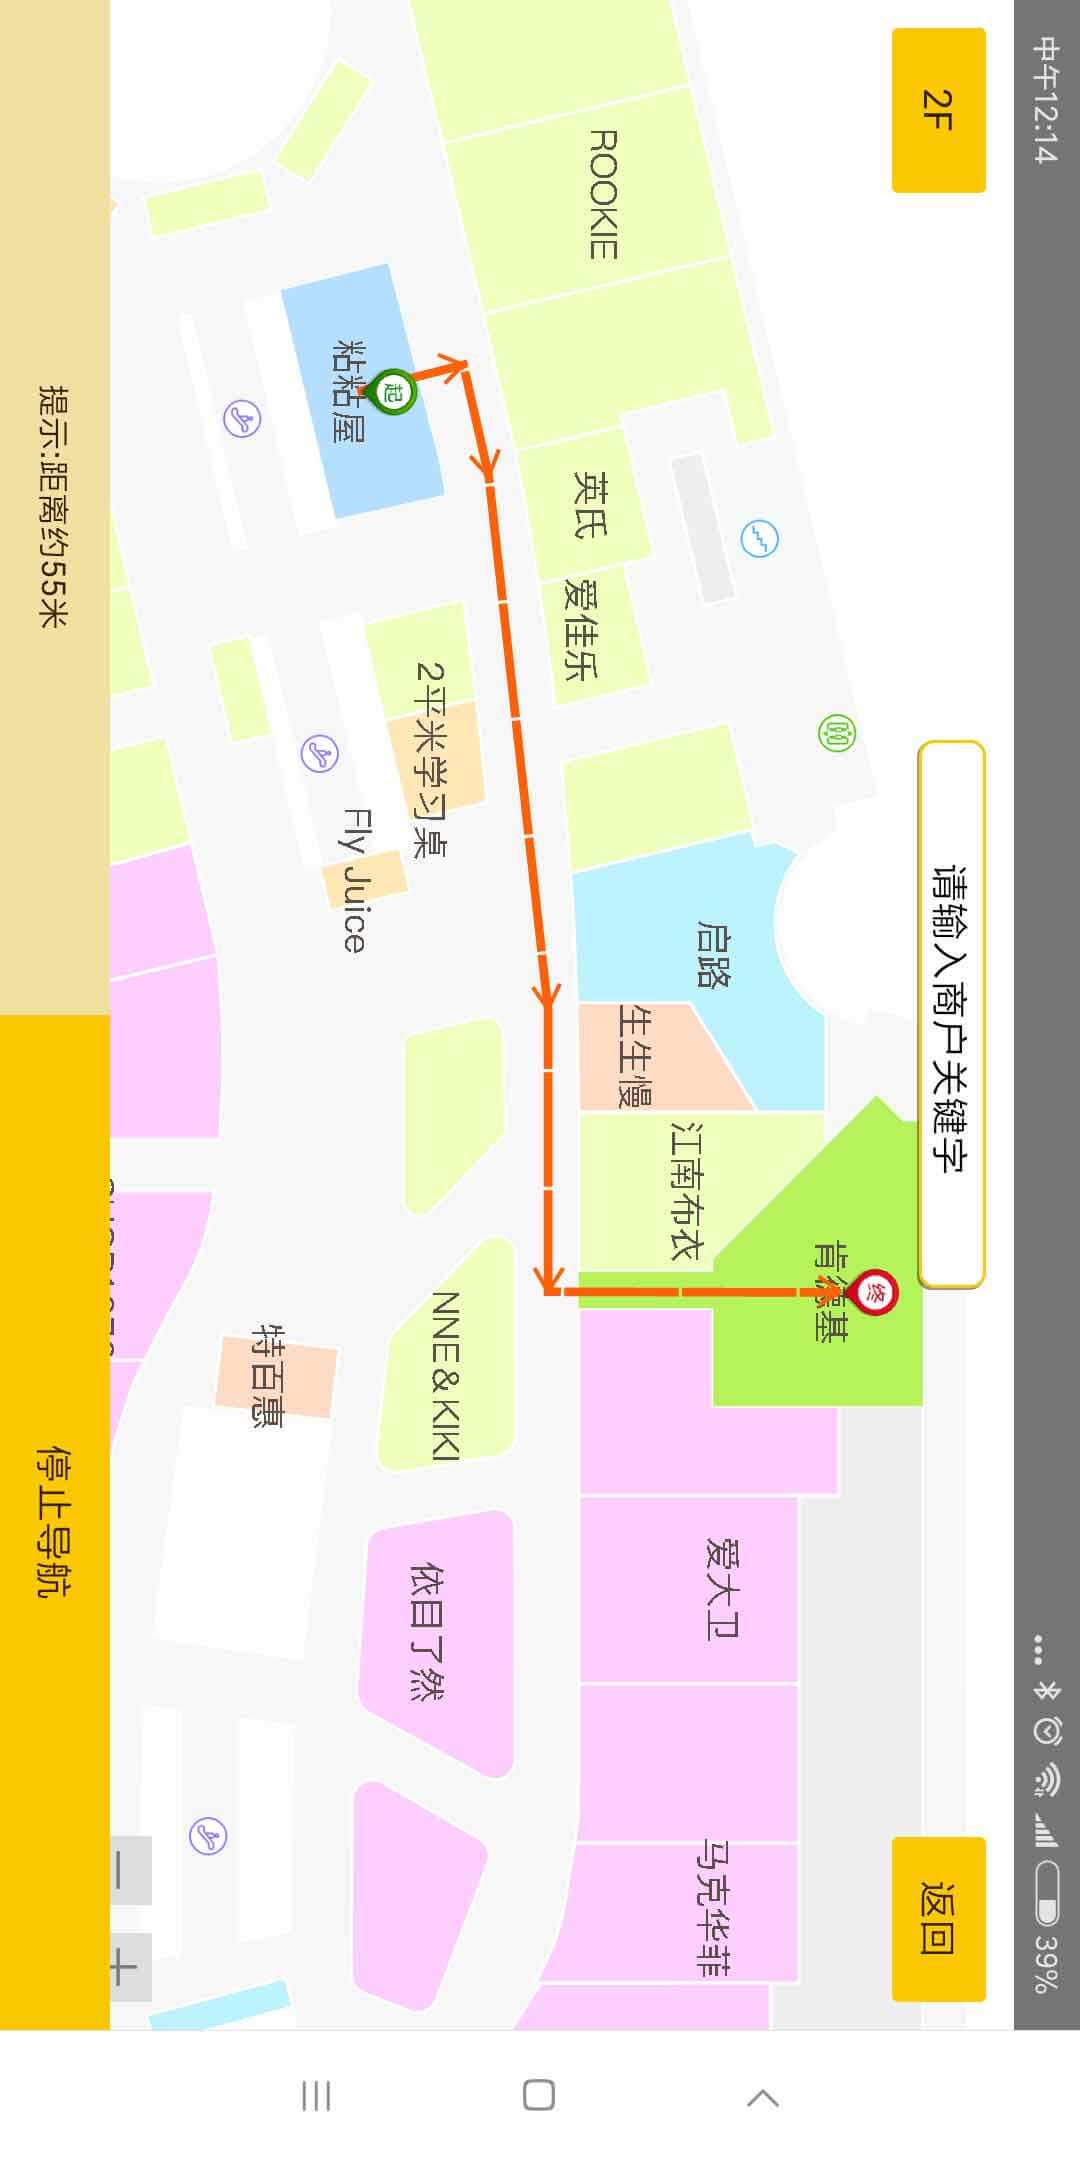 中午12:14
39%
2F
请输入商户关键字
返回
ROOKIE
英氏
爱佳乐
粘粘屋
起
2平米学习桌
Fly Juice
启路
生生慢
江南布衣
肯德基
终
NNE & KIKI
特百惠
依目了然
爱大卫
马克华菲
提示:距离约55米
停止导航